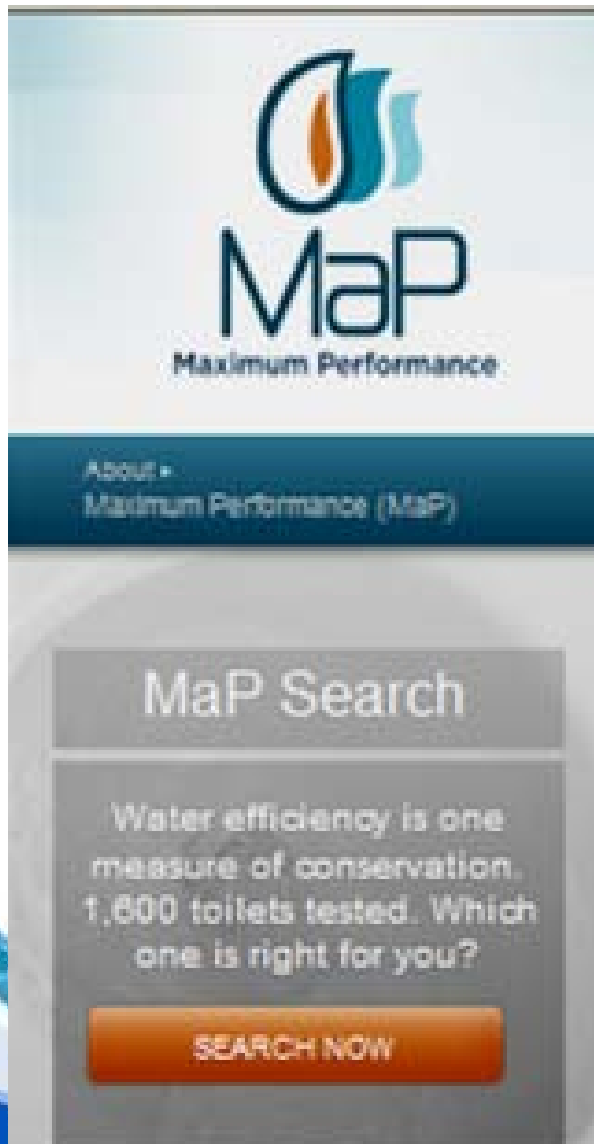 MaP
Maximum Performance
About ▸
Maximum Performance (MaP)
MaP Search
Water efficiency is one
measure of conservation.
1,600 toilets tested. Which
one is right for you?
SEARCH NOW